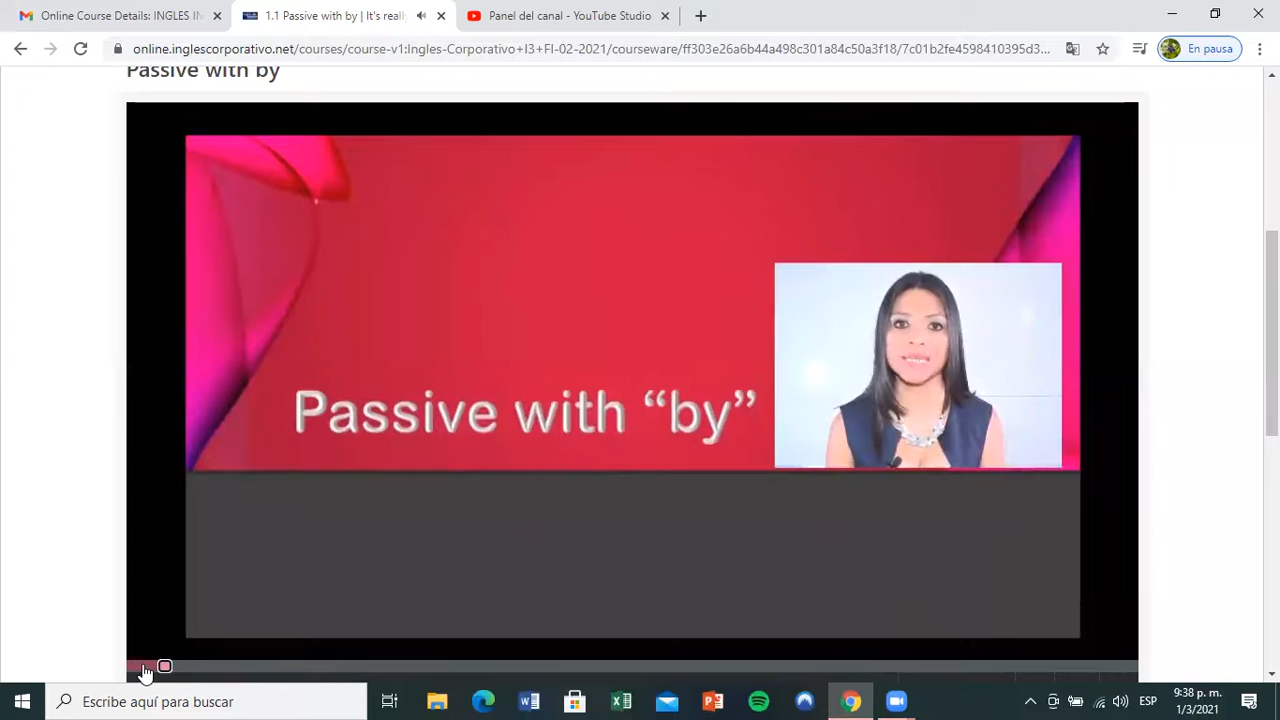 Online Course Details: INGLES IN
1.1 Passive with by | It's reall
Panel del canal - YouTube Studio
online.inglescorporativo.net/courses/course-v1:Ingles-Corporativo+I3+FI-02-2021/courseware/ff303e26a6b44a498c301a84c50a3f18/7c01b2fe4598410395d3...
En pausa
Passive with by
Passive with “by”
Escribe aquí para buscar
ESP
9:38 p. m.
1/3/2021